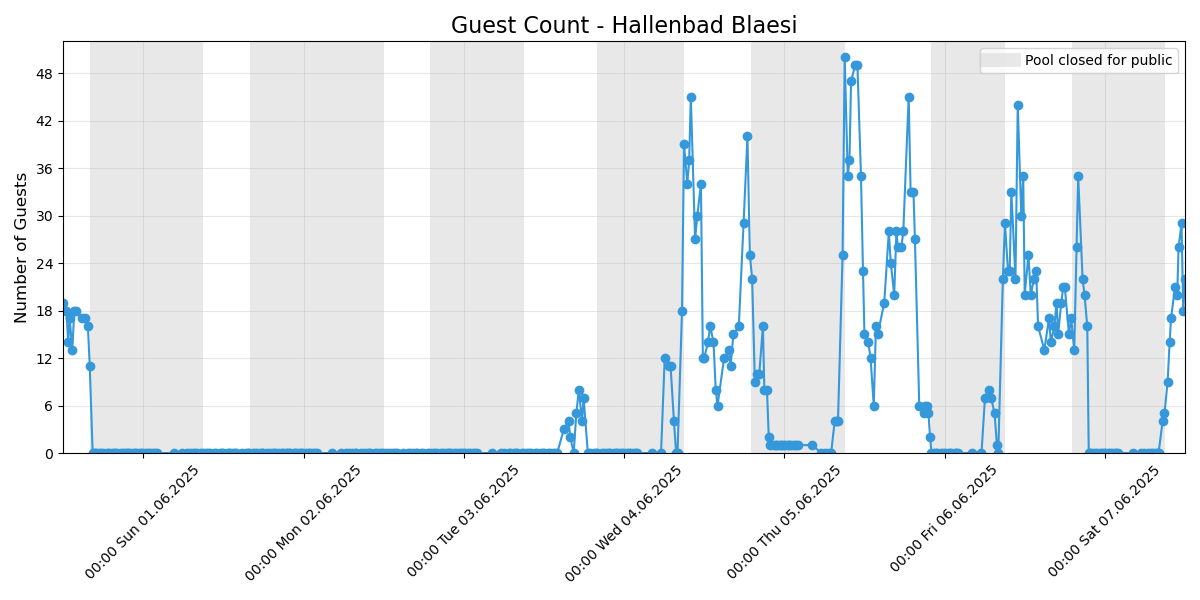 Guest Count - Hallenbad Blaesi
Pool closed for public
Number of Guests
48
42
36
30
24
18
12
6
0
00:00 Sun 01.06.2025
00:00 Mon 02.06.2025
00:00 Tue 03.06.2025
00:00 Wed 04.06.2025
00:00 Thu 05.06.2025
00:00 Fri 06.06.2025
00:00 Sat 07.06.2025